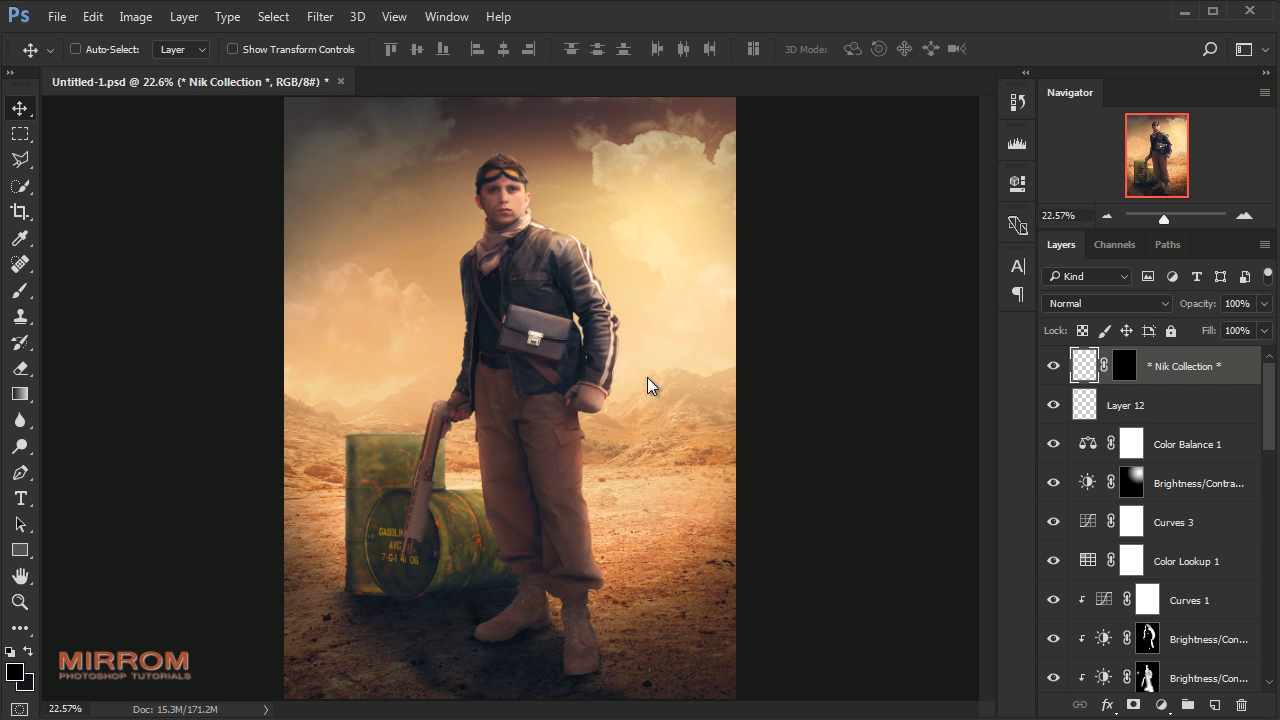 Ps File Edit Image Layer Type Select Filter 3D View Window Help
Auto-Select: Layer Show Transform Controls 3D Mode:
Untitled-1.psd @ 22.6% (* Nik Collection *, RGB/8#) * ×
Navigator
22.57%
Layers Channels Paths
Kind
Normal Opacity: 100%
Lock: Fill: 100%
* Nik Collection *
Layer 12
Color Balance 1
Brightness/Contra...
Curves 3
Color Lookup 1
Curves 1
Brightness/Con...
Brightness/Con...
MIRROM
PHOTOSHOP TUTORIALS
22.57% Doc: 15.3M/171.2M